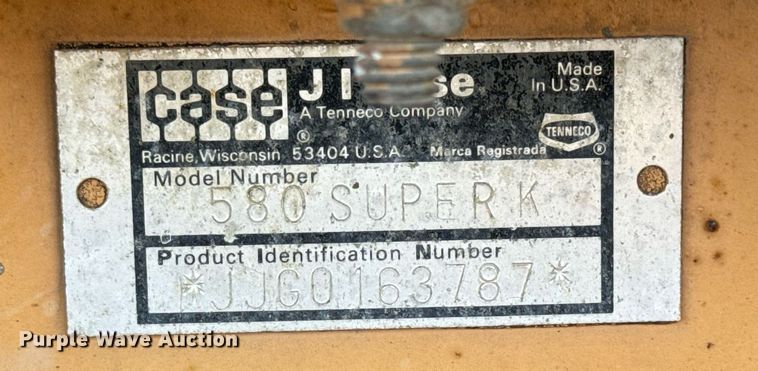 case
J I se
A Tenneco Company
Made
In U.S.A.
TENNECO
®
®
Racine, Wisconsin 53404 U.S.A. Marca Registrada
Model Number
580 SUPER K
Product Identification Number
*JJG0163787*
Purple Wave Auction